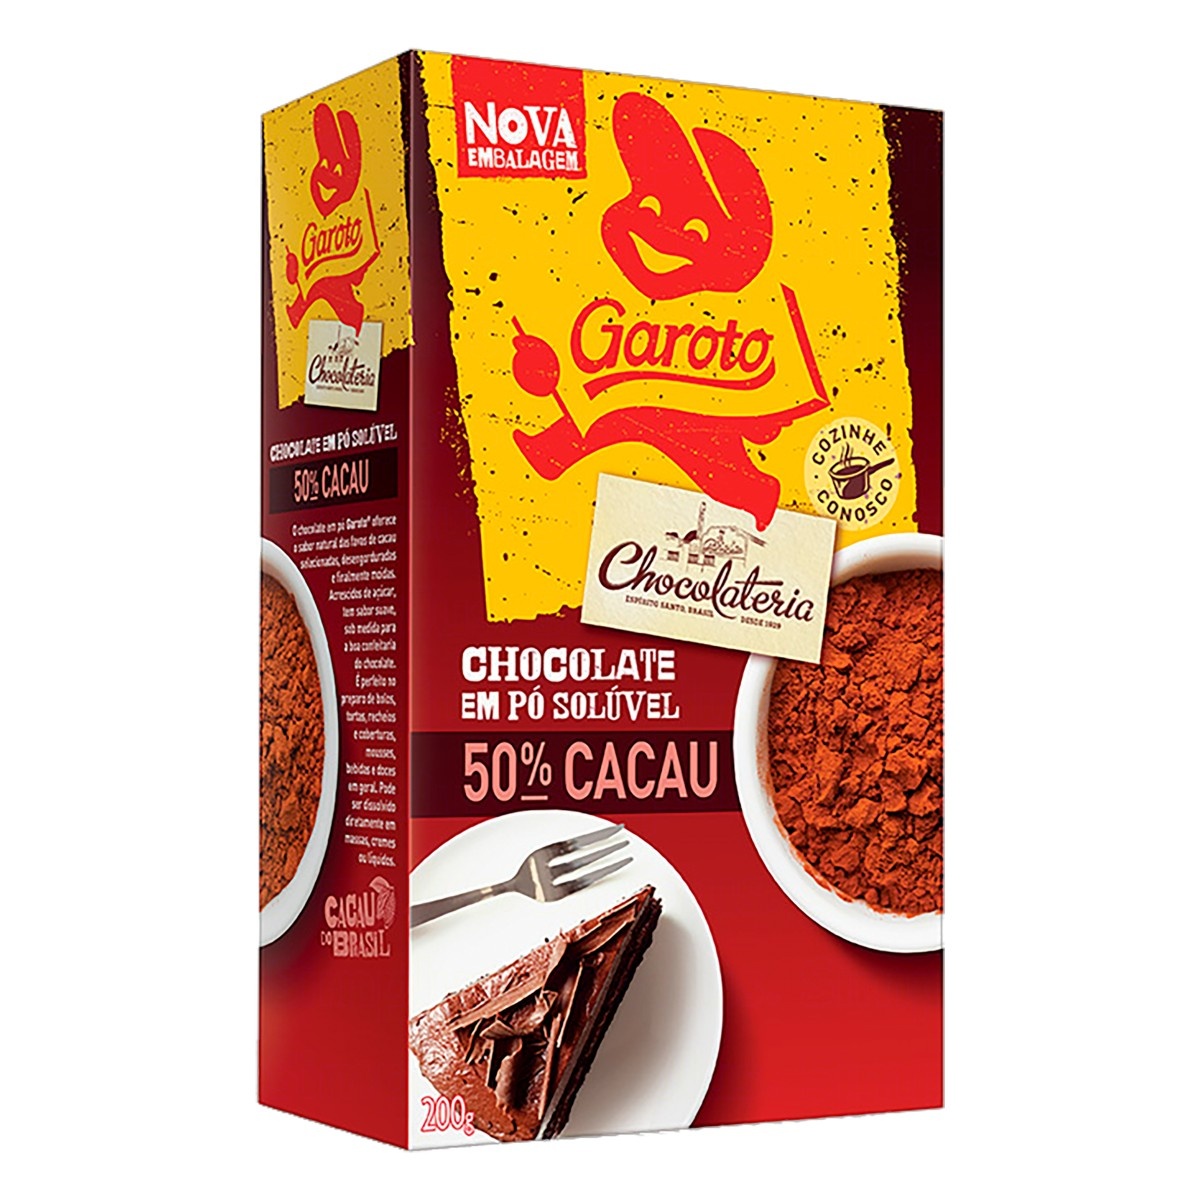 NOVA
EMBALAGEM
Garoto
COZINHE
CONOSCO
Chocolateria
ESPÍRITO SANTO, BRASIL DESDE 1929
CHOCOLATE
EM PÓ SOLÚVEL
50% CACAU
200g
Garoto
Chocolateria
CHOCOLATE EM PÓ SOLÚVEL
50% CACAU
O chocolate em pó Garoto® oferece
o sabor natural das favas de cacau
selecionadas, desengorduradas
e finalmente moídas.
Acrescidos de açúcar,
tem sabor suave,
sob medida para
a boa confeitaria
do chocolate.
É perfeito no
preparo de bolos,
tortas, recheios
e coberturas,
mousses,
bebidas e doces
em geral. Pode
ser dissolvido
diretamente em
massas, cremes
ou líquidos.
CACAU
DO BRASIL